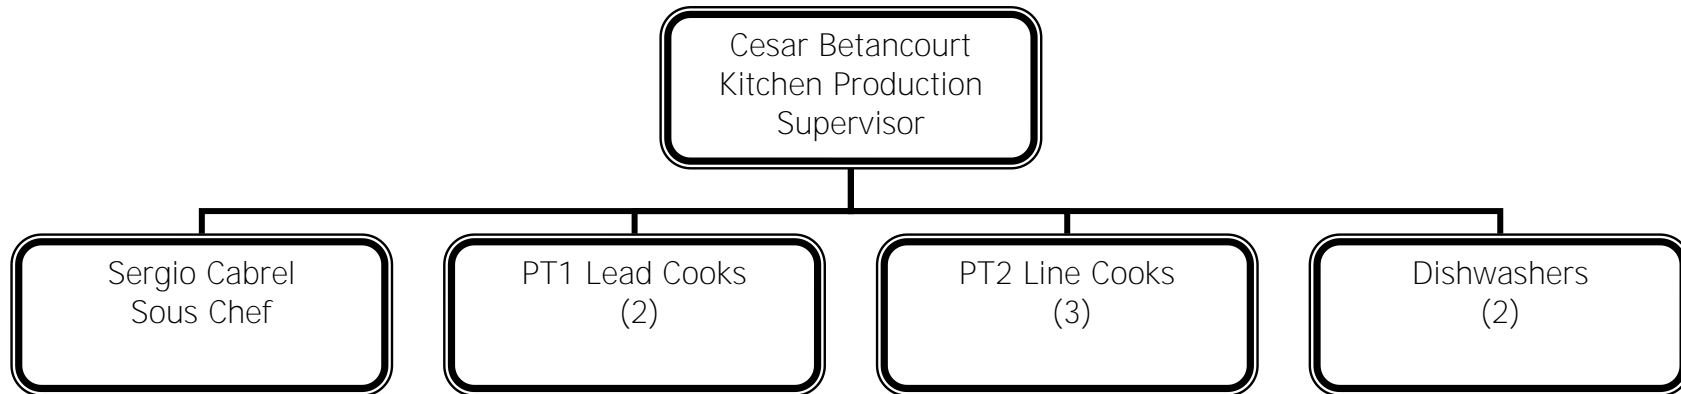 Cesar Betancourt
Kitchen Production
Supervisor
Sergio Cabrel
Sous Chef
PT1 Lead Cooks
(2)
PT2 Line Cooks
(3)
Dishwashers
(2)